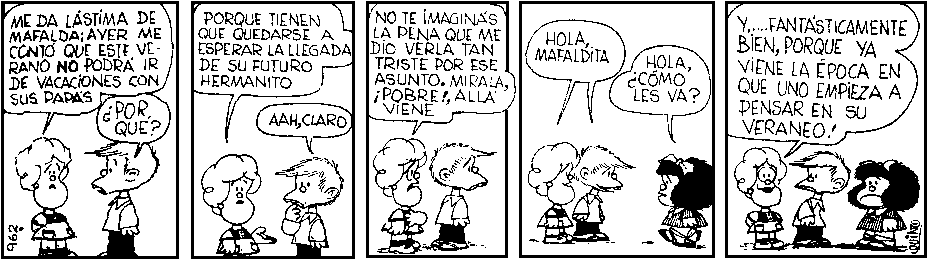 ME DA LÁSTIMA DE
MAFALDA; AYER ME
CONTÓ QUE ESTE VE-
RANO NO PODRÁ IR
DE VACACIONES CON
SUS PAPÁS
¿POR
QUÉ?
962.
PORQUE TIENEN
QUE QUEDARSE A
ESPERAR LA LLEGADA
DE SU FUTURO
HERMANITO
AAH, CLARO
NO TE IMAGINÁS
LA PENA QUE ME
DIO VERLA TAN
TRISTE POR ESE
ASUNTO. MIRALA,
¡POBRE!, ALLÁ
VIENE
HOLA,
MAFALDITA
HOLA,
¿CÓMO
LES VA?
Y,....FANTÁSTICAMENTE
BIEN, PORQUE YA
VIENE LA ÉPOCA EN
QUE UNO EMPIEZA A
PENSAR EN SU
VERANEO!
QUINO